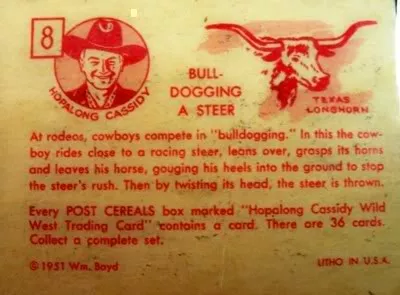 8
HOPALONG CASSIDY
BULL-
DOGGING
A STEER
TEXAS
LONGHORN
At rodeos, cowboys compete in "bulldogging." In this the cow-
boy rides close to a racing steer, leans over, grasps its horns
and leaves his horse, gouging his heels into the ground to stop
the steer's rush. Then by twisting its head, the steer is thrown.
Every POST CEREALS box marked "Hopalong Cassidy Wild
West Trading Card" contains a card. There are 36 cards.
Collect a complete set.
© 1951 Wm. Boyd
LITHO IN U.S.A.